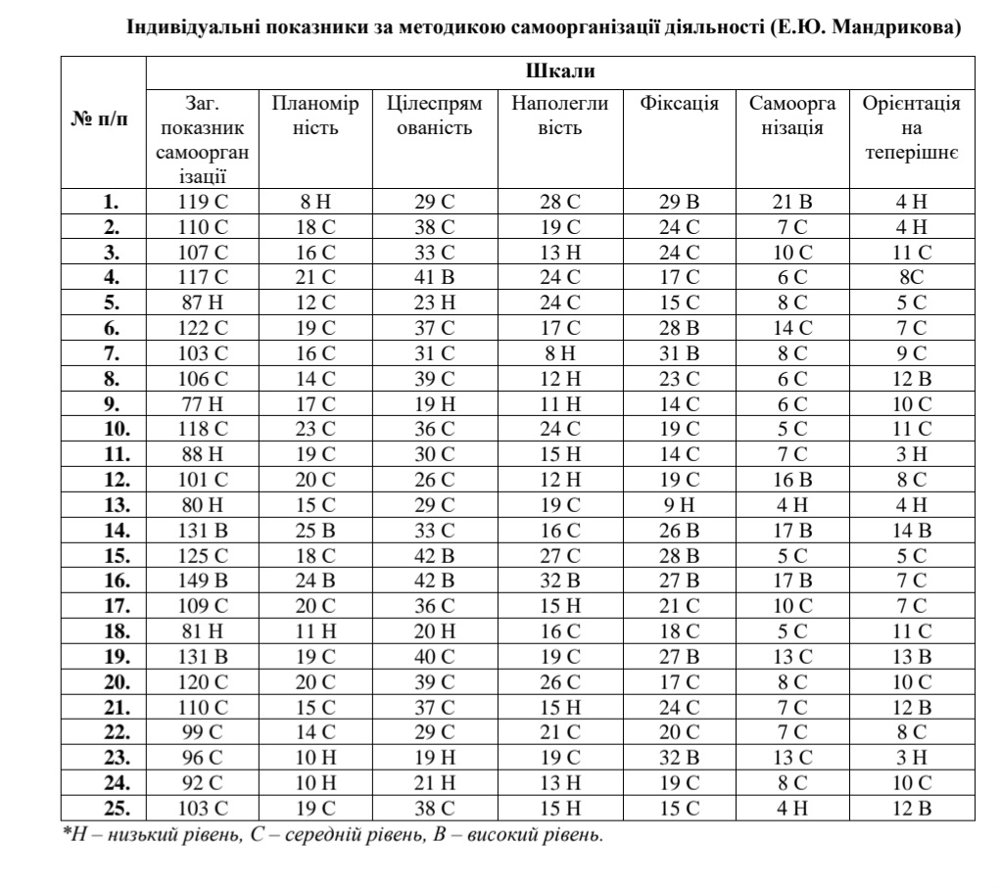 Індивідуальні показники за методикою самоорганізації діяльності (Е.Ю. Мандрикова)
№ п/п
Шкали
Заг. показник самоорган ізації
Планомір ність
Цілеспрям ованість
Наполегли вість
Фіксація
Самоорга нізація
Орієнтація на теперішнє
1. 119 С 8 Н 29 С 28 С 29 В 21 В 4 Н
2. 110 С 18 С 38 С 19 С 24 С 7 С 4 Н
3. 107 С 16 С 33 С 13 Н 24 С 10 С 11 С
4. 117 С 21 С 41 В 24 С 17 С 6 С 8С
5. 87 Н 12 С 23 Н 24 С 15 С 8 С 5 С
6. 122 С 19 С 37 С 17 С 28 В 14 С 7 С
7. 103 С 16 С 31 С 8 Н 31 В 8 С 9 С
8. 106 С 14 С 39 С 12 Н 23 С 6 С 12 В
9. 77 Н 17 С 19 Н 11 Н 14 С 6 С 10 С
10. 118 С 23 С 36 С 24 С 19 С 5 С 11 С
11. 88 Н 19 С 30 С 15 Н 14 С 7 С 3 Н
12. 101 С 20 С 26 С 12 Н 19 С 16 В 8 С
13. 80 Н 15 С 29 С 19 С 9 Н 4 Н 4 Н
14. 131 В 25 В 33 С 16 С 26 В 17 В 14 В
15. 125 С 18 С 42 В 27 С 28 В 5 С 5 С
16. 149 В 24 В 42 В 32 В 27 В 17 В 7 С
17. 109 С 20 С 36 С 15 Н 21 С 10 С 7 С
18. 81 Н 11 Н 20 Н 16 С 18 С 5 С 11 С
19. 131 В 19 С 40 С 19 С 27 В 13 С 13 В
20. 120 С 20 С 39 С 26 С 17 С 8 С 10 С
21. 110 С 15 С 37 С 15 Н 24 С 7 С 12 В
22. 99 С 14 С 29 С 21 С 20 С 7 С 8 С
23. 96 С 10 Н 19 Н 19 С 32 В 13 С 3 Н
24. 92 С 10 Н 21 Н 13 Н 19 С 8 С 10 С
25. 103 С 19 С 38 С 15 Н 15 С 4 Н 12 В
*Н – низький рівень, С – середній рівень, В – високий рівень.